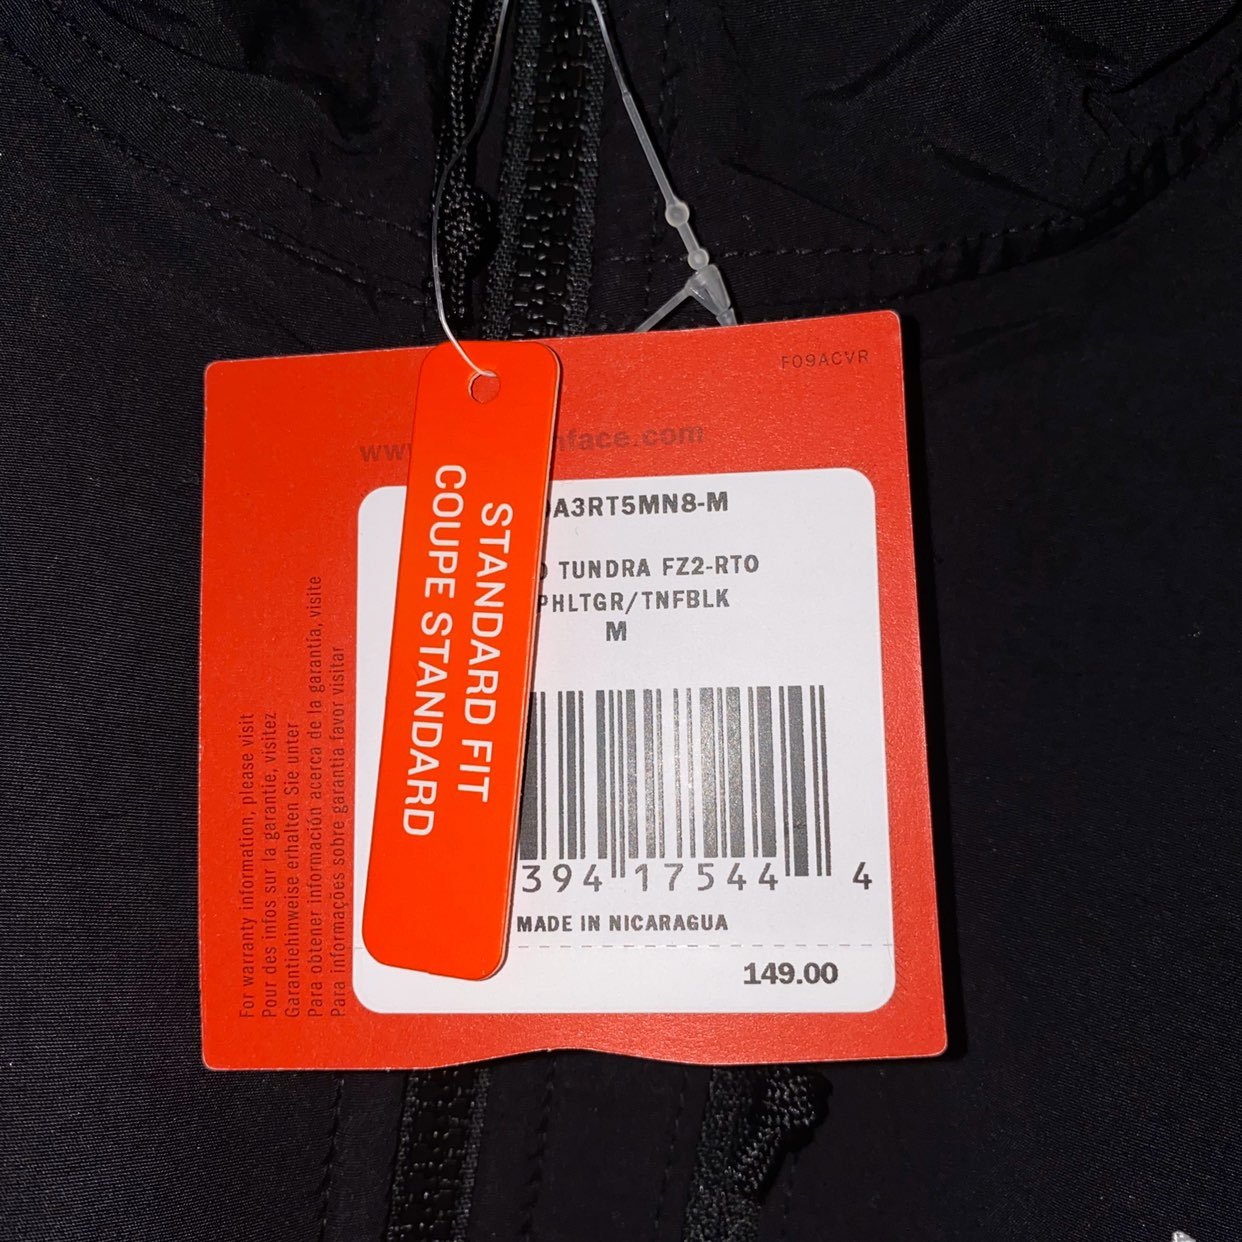 F09ACVR
nface.com
A3RT5MN8-M
TUNDRA FZ2-RTO
PHLTGR/TNFBLK
M
394 17544 4
MADE IN NICARAGUA
149.00
STANDARD FIT
COUPE STANDARD
For warranty information, please visit
Pour des infos sur la garantie, visitez
Garantiehinweise erhalten Sie unter
Para obtener información acerca de la garantía, visite
Para informações sobre garantia favor visitar